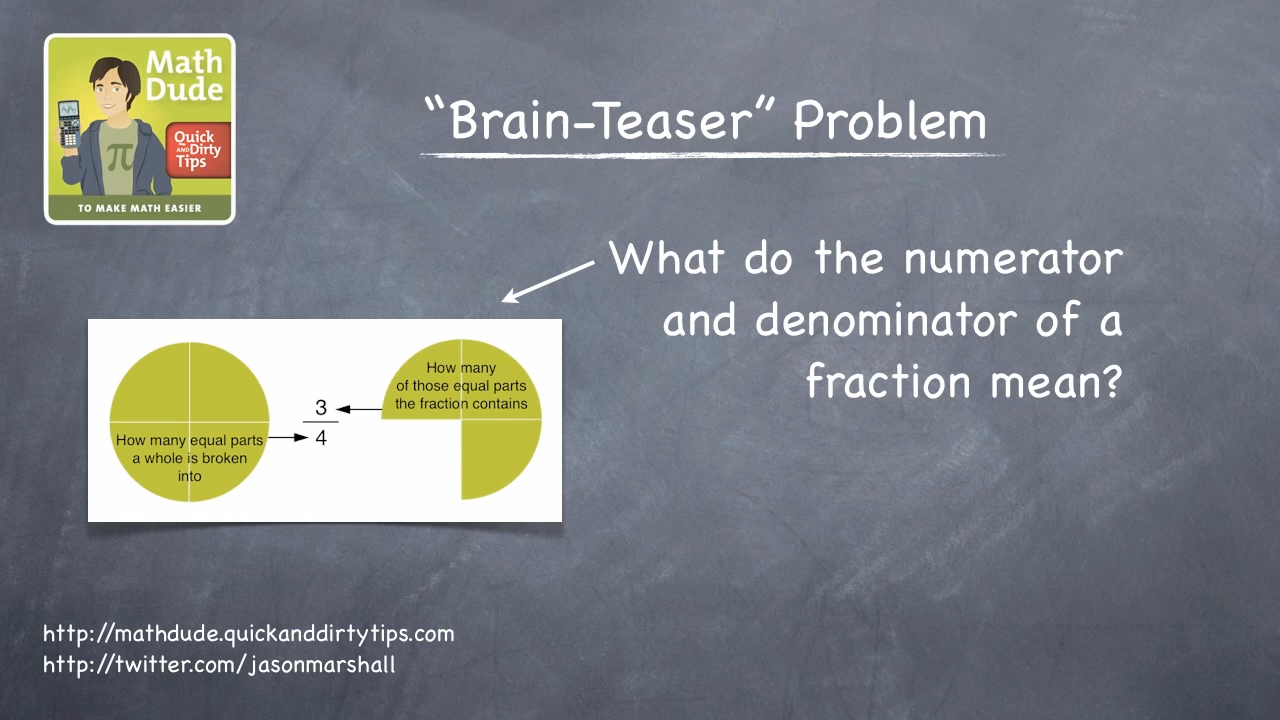 Math
Dude
Quick
AND Dirty
Tips
π
TO MAKE MATH EASIER
“Brain-Teaser” Problem
What do the numerator
and denominator of a
fraction mean?
How many equal parts
a whole is broken
into
3
4
How many
of those equal parts
the fraction contains
http://mathdude.quickanddirtytips.com
http://twitter.com/jasonmarshall